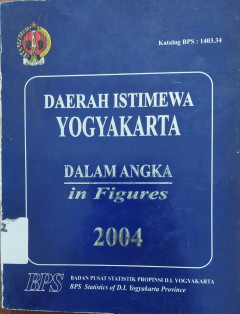 Katalog BPS : 1403.34
DAERAH ISTIMEWA
YOGYAKARTA
DALAM ANGKA
in Figures
2004
2
BPS
BADAN PUSAT STATISTIK PROPINSI D.I. YOGYAKARTA
BPS Statistics of D.I. Yogyakarta Province